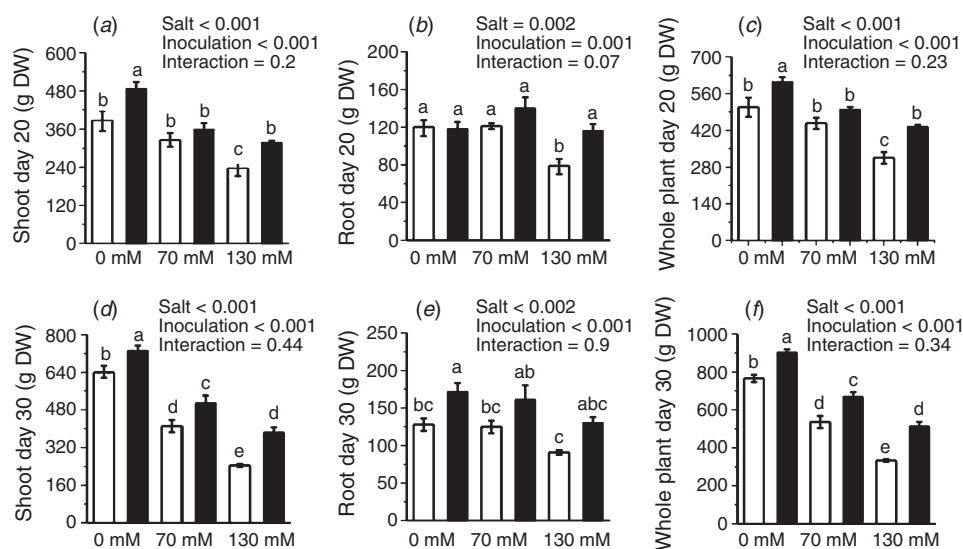 (a)
Salt < 0.001
Inoculation < 0.001
Interaction = 0.2
Shoot day 20 (g DW)
600
480
360
240
120
0
b
a
b
b
c
b
0 mM 70 mM 130 mM
(b)
Salt = 0.002
Inoculation = 0.001
Interaction = 0.07
Root day 20 (g DW)
200
160
120
80
40
0
a
a
a
a
b
a
0 mM 70 mM 130 mM
(c)
Salt < 0.001
Inoculation < 0.001
Interaction = 0.23
Whole plant day 20 (g DW)
700
560
420
280
140
0
b
a
b
b
c
b
0 mM 70 mM 130 mM
(d)
Salt < 0.001
Inoculation < 0.001
Interaction = 0.44
Shoot day 30 (g DW)
800
640
480
320
160
0
b
a
d
c
e
d
0 mM 70 mM 130 mM
(e)
Salt < 0.002
Inoculation < 0.001
Interaction = 0.9
Root day 30 (g DW)
250
200
150
100
50
0
bc
a
bc
ab
c
abc
0 mM 70 mM 130 mM
(f)
Salt < 0.001
Inoculation < 0.001
Interaction = 0.34
Whole plant day 30 (g DW)
1000
800
600
400
200
0
b
a
d
c
e
d
0 mM 70 mM 130 mM